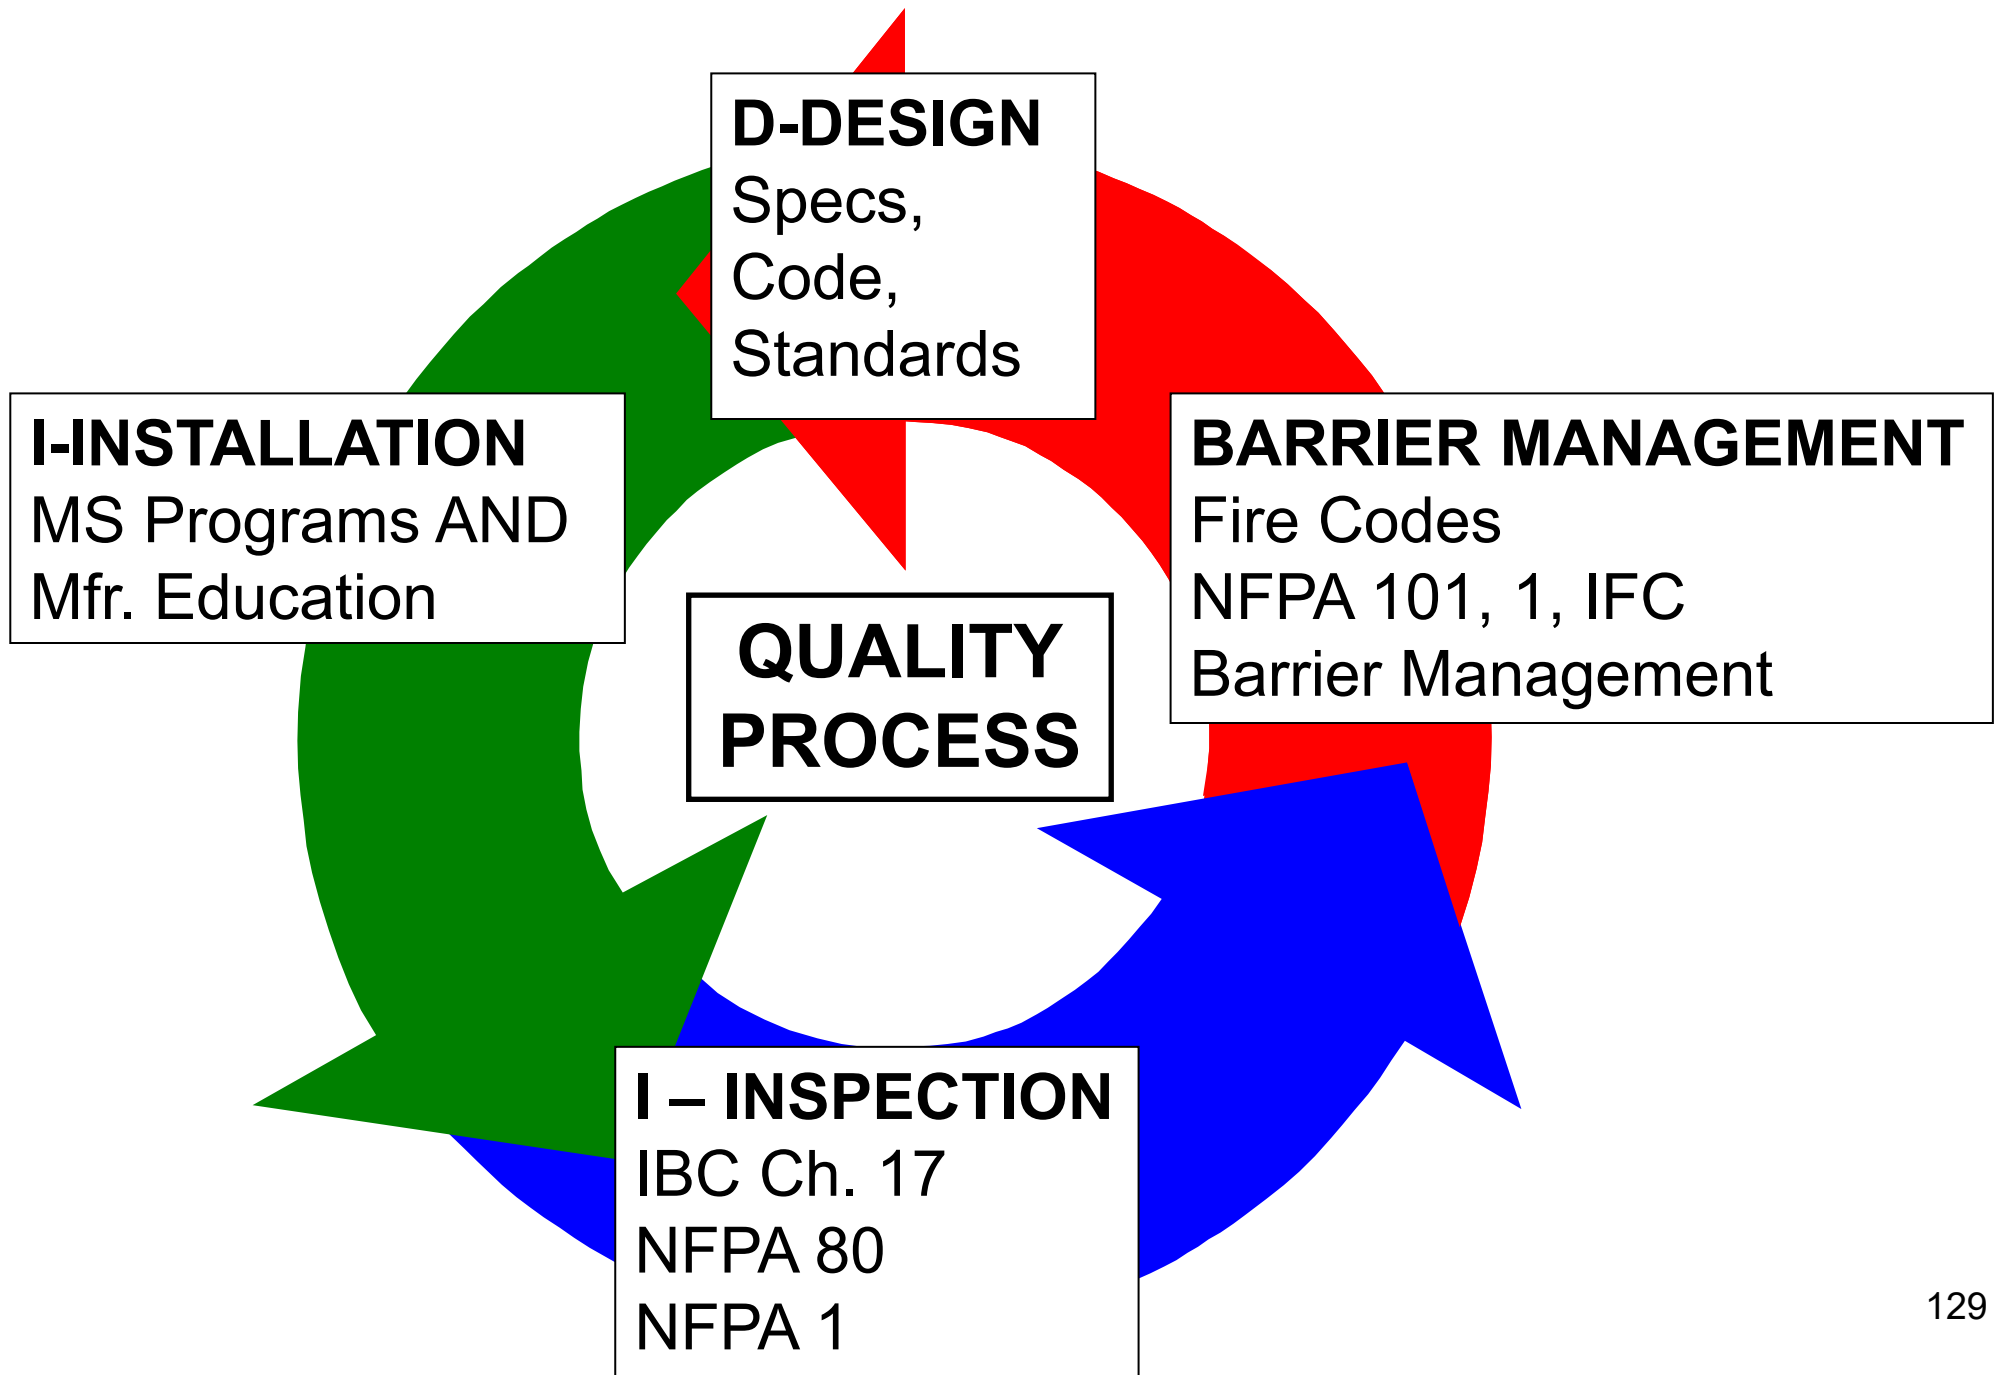 D-DESIGN
Specs,
Code,
Standards
I-INSTALLATION
MS Programs AND
Mfr. Education
BARRIER MANAGEMENT
Fire Codes
NFPA 101, 1, IFC
Barrier Management
QUALITY
PROCESS
I – INSPECTION
IBC Ch. 17
NFPA 80
NFPA 1
129